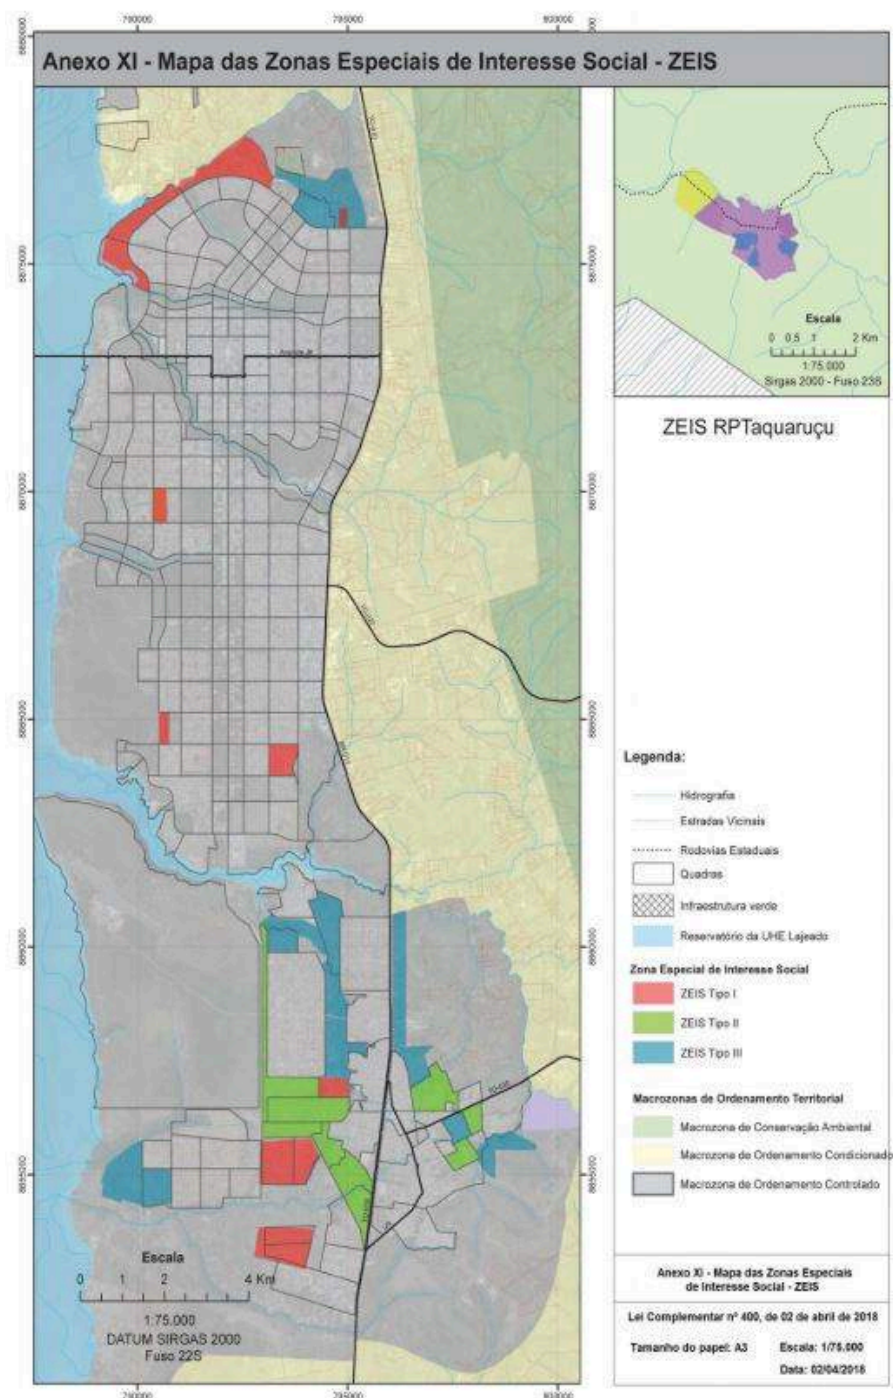 790000 795000 800000
Anexo XI - Mapa das Zonas Especiais de Interesse Social - ZEIS
Avenida JK
TO-030
Escala
0 0,5 1 2 Km
1:75.000
Sirgas 2000 - Fuso 23S
ZEIS RPTaquaruçu
Legenda:
Hidrografia
Estradas Vicinais
Rodovias Estaduais
Quadras
Infraestrutura verde
Reservatório da UHE Lajeado
Zona Especial de Interesse Social
ZEIS Tipo I
ZEIS Tipo II
ZEIS Tipo III
Macrozonas de Ordenamento Territorial
Macrozona de Conservação Ambiental
Macrozona de Ordenamento Condicionado
Macrozona de Ordenamento Controlado
Escala
0 1 2 4 Km
1:75.000
DATUM SIRGAS 2000
Fuso 22S
Anexo XI - Mapa das Zonas Especiais
de Interesse Social - ZEIS
Lei Complementar nº 400, de 02 de abril de 2018
Tamanho do papel: A3 Escala: 1/75.000
Data: 02/04/2018
790000 795000 800000